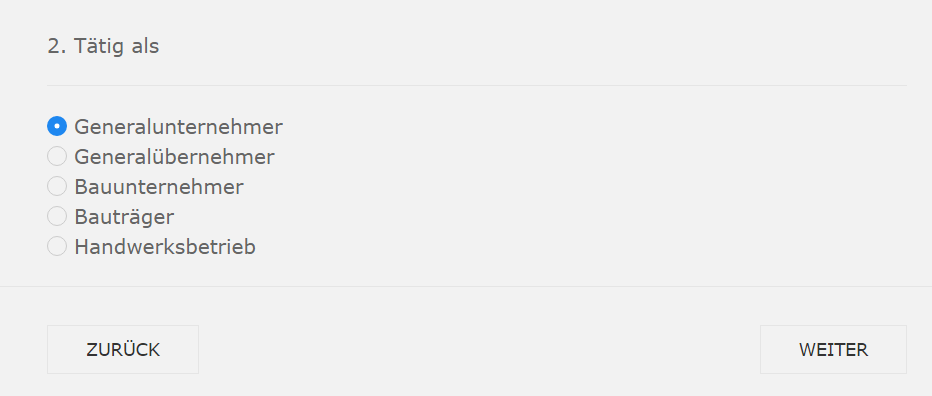 2. Tätig als
Generalunternehmer
Generalübernehmer
Bauunternehmer
Bauträger
Handwerksbetrieb
ZURÜCK
WEITER